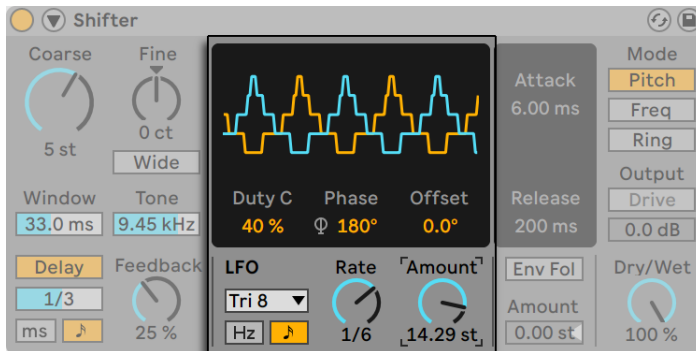 Shifter
Coarse
5 st
Fine
0 ct
Wide
Window
33.0 ms
Tone
9.45 kHz
Delay
1/3
ms
Feedback
25 %
Duty C
40 %
Phase
180°
Offset
0.0°
LFO
Tri 8
Hz
Rate
1/6
Amount
14.29 st
Attack
6.00 ms
Release
200 ms
Env Fol
Amount
0.00 st
Mode
Pitch
Freq
Ring
Output
Drive
0.0 dB
Dry/Wet
100 %